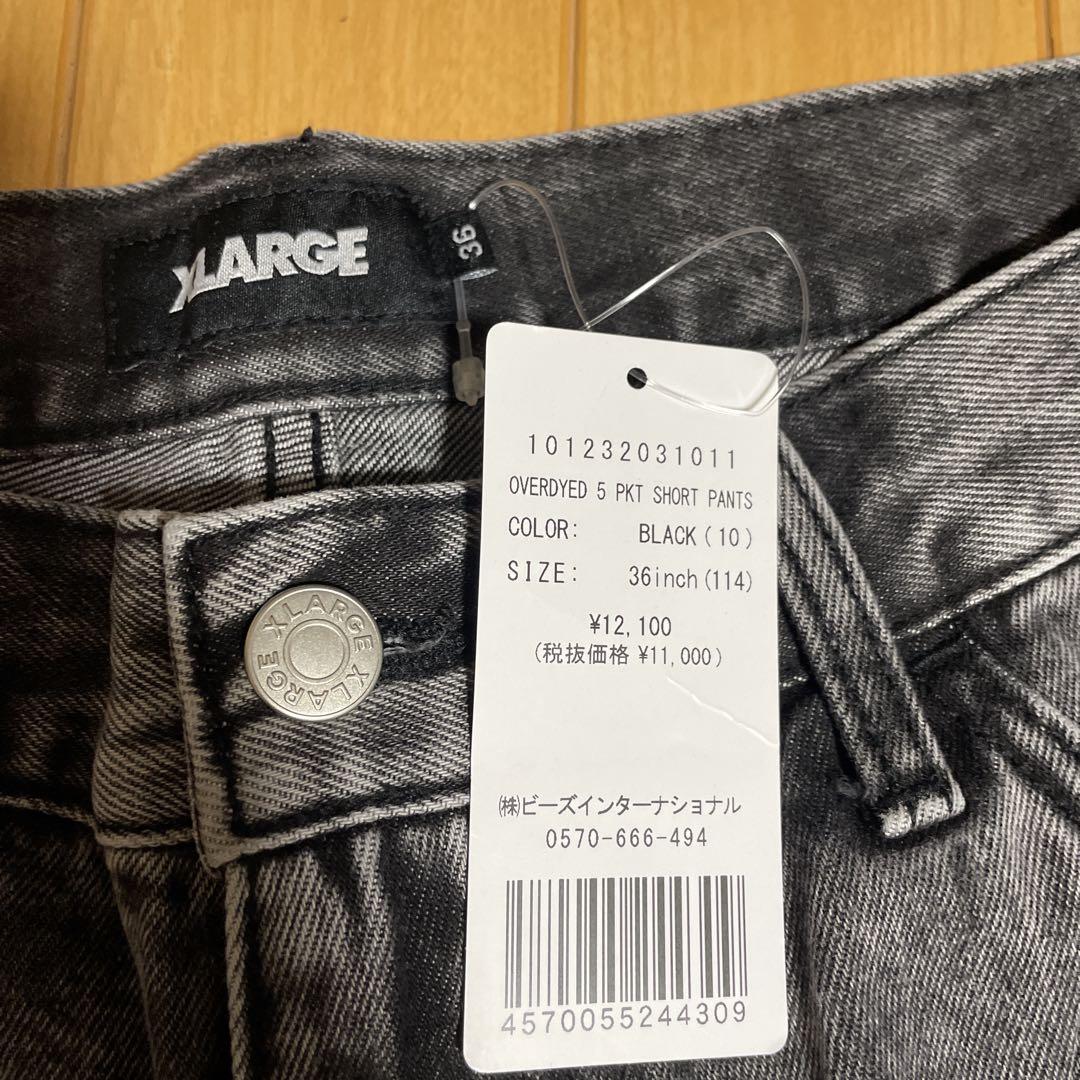 XLARGE
36
101232031011
OVERDYED 5 PKT SHORT PANTS
COLOR: BLACK(10)
SIZE: 36inch(114)
¥12,100
(税抜価格 ¥11,000)
㈱ビーズインターナショナル
0570-666-494
4570055244309
XLARGE XLARGE